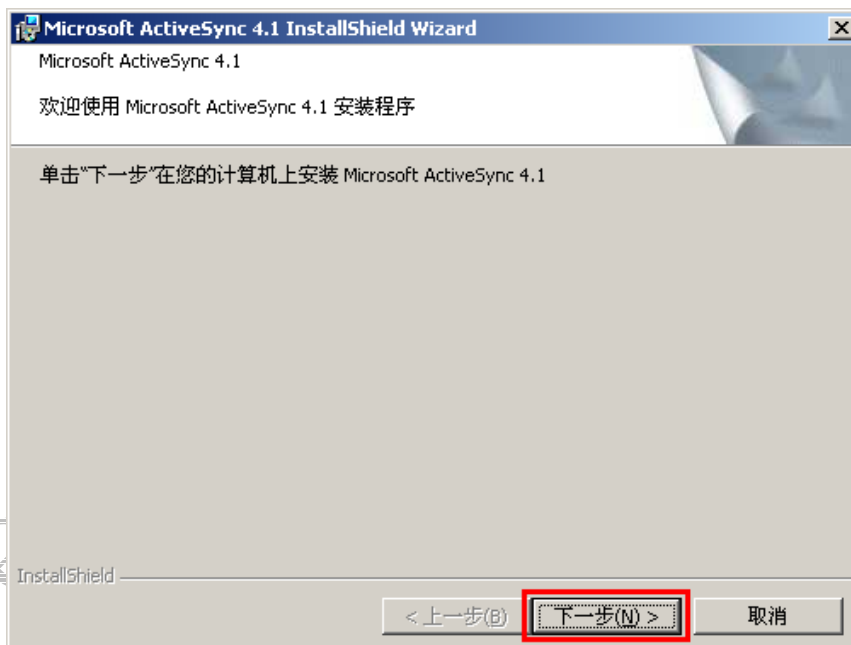 Microsoft ActiveSync 4.1 InstallShield Wizard
Microsoft ActiveSync 4.1
欢迎使用 Microsoft ActiveSync 4.1 安装程序
单击“下一步”在您的计算机上安装 Microsoft ActiveSync 4.1
InstallShield
< 上一步(B)
下一步(N) >
取消